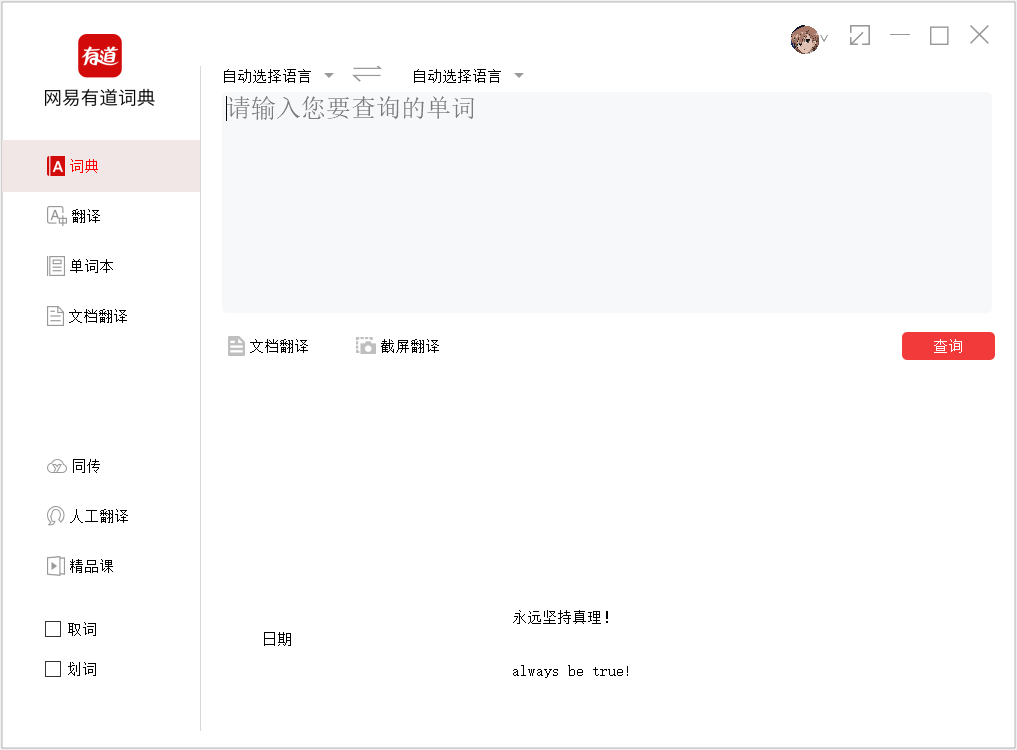 有道
网易有道词典
自动选择语言 自动选择语言
请输入您要查询的单词
词典
翻译
单词本
文档翻译
文档翻译 截屏翻译 查询
同传
人工翻译
精品课
取词
划词
日期
永远坚持真理!
always be true!